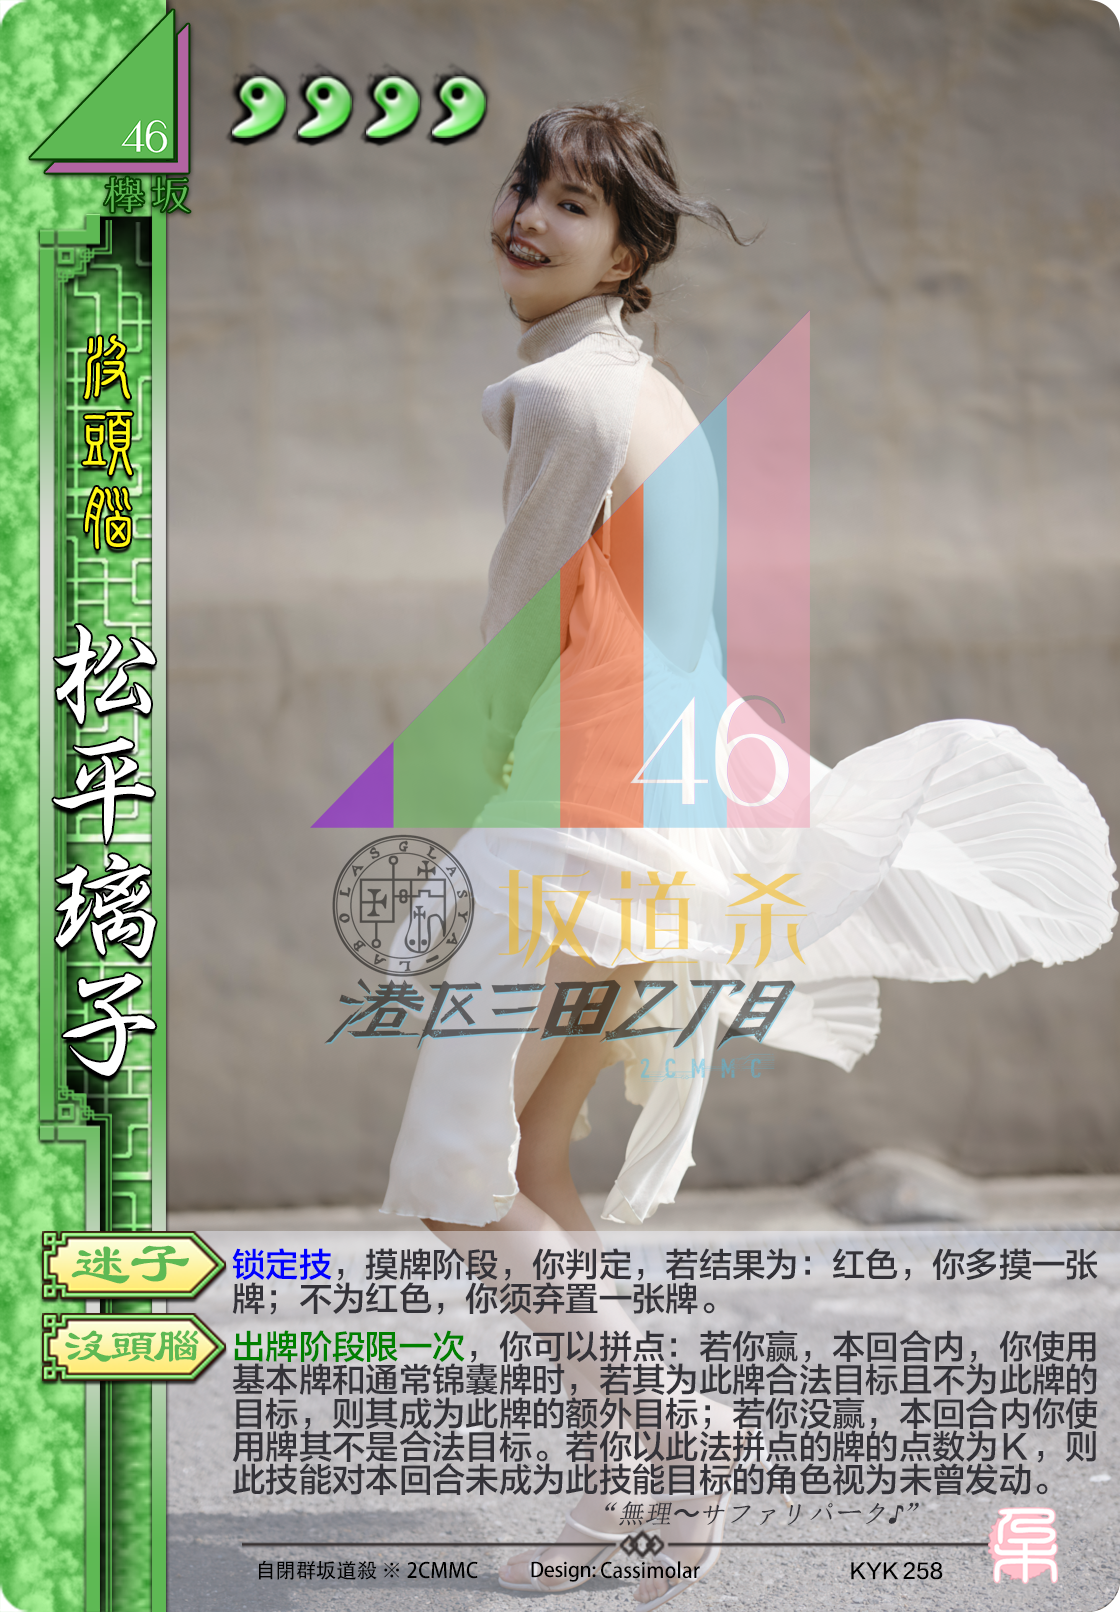 46
欅坂
沒頭腦
松平璃子
46
GLASYA-LABOLAS
坂道杀
港区三田2丁目
2CMMC
迷子
锁定技，摸牌阶段，你判定，若结果为：红色，你多摸一张
牌；不为红色，你须弃置一张牌。
沒頭腦
出牌阶段限一次，你可以拼点：若你赢，本回合内，你使用
基本牌和通常锦囊牌时，若其为此牌合法目标且不为此牌的
目标，则其成为此牌的额外目标；若你没赢，本回合内你使
用牌其不是合法目标。若你以此法拼点的牌的点数为K，则
此技能对本回合未成为此技能目标的角色视为未曾发动。
“無理～サファリパーク♪”
自閉群坂道殺 ※ 2CMMC
Design: Cassimolar
KYK 258